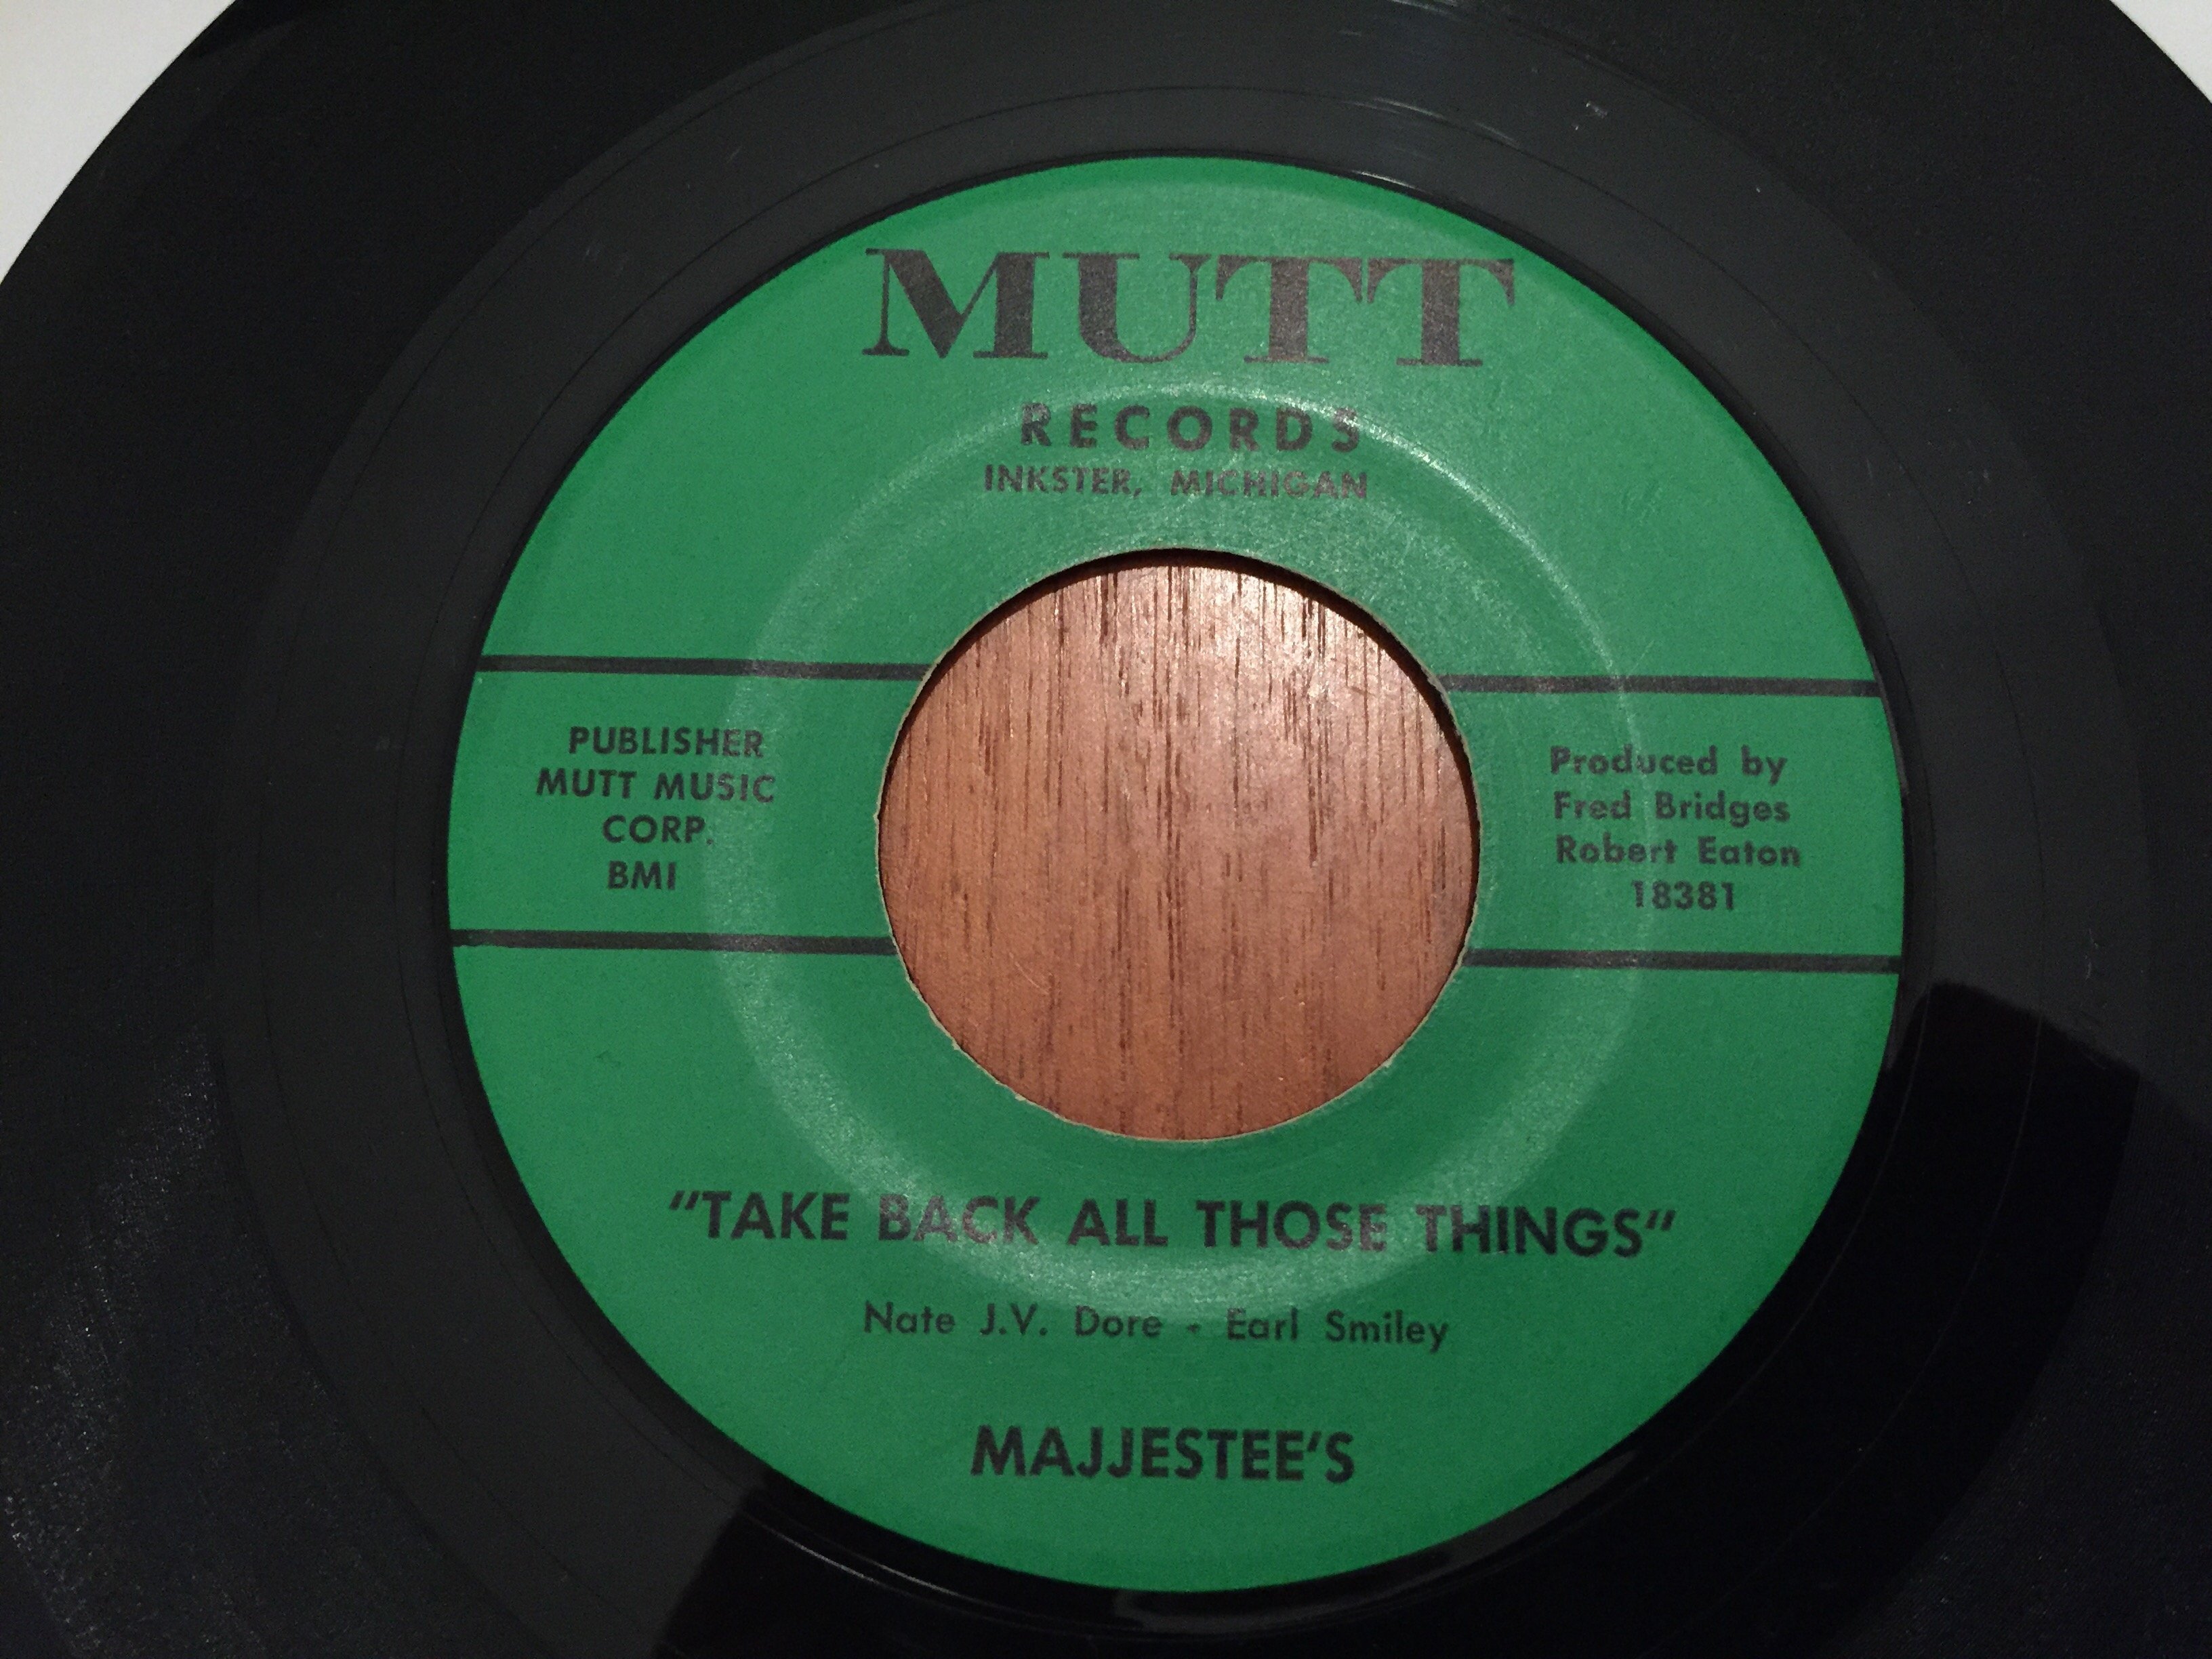 MUTT
RECORDS
INKSTER, MICHIGAN
PUBLISHER
MUTT MUSIC
CORP.
BMI
Produced by
Fred Bridges
Robert Eaton
18381
"TAKE BACK ALL THOSE THINGS"
Nate J.V. Dore - Earl Smiley
MAJJESTEE'S